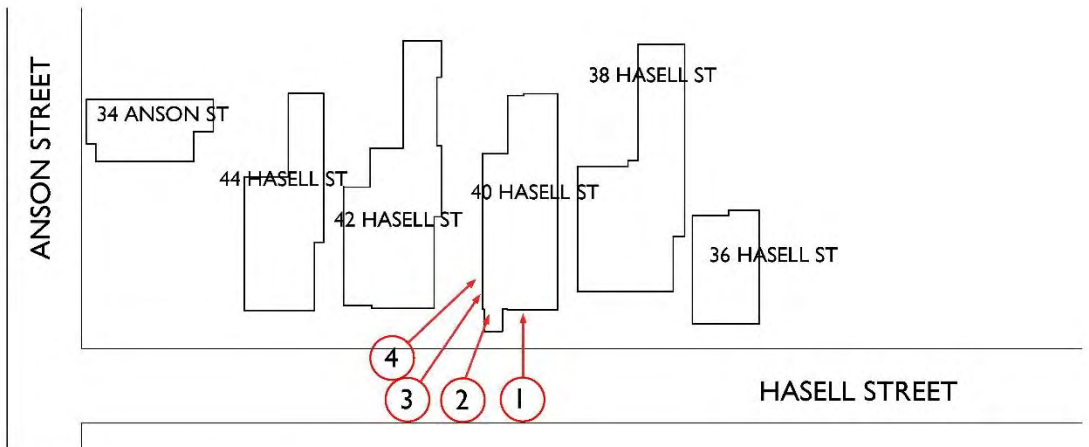 ANSON STREET
34 ANSON ST
44 HASELL ST
42 HASELL ST
40 HASELL ST
38 HASELL ST
36 HASELL ST
4
3
2
1
HASELL STREET